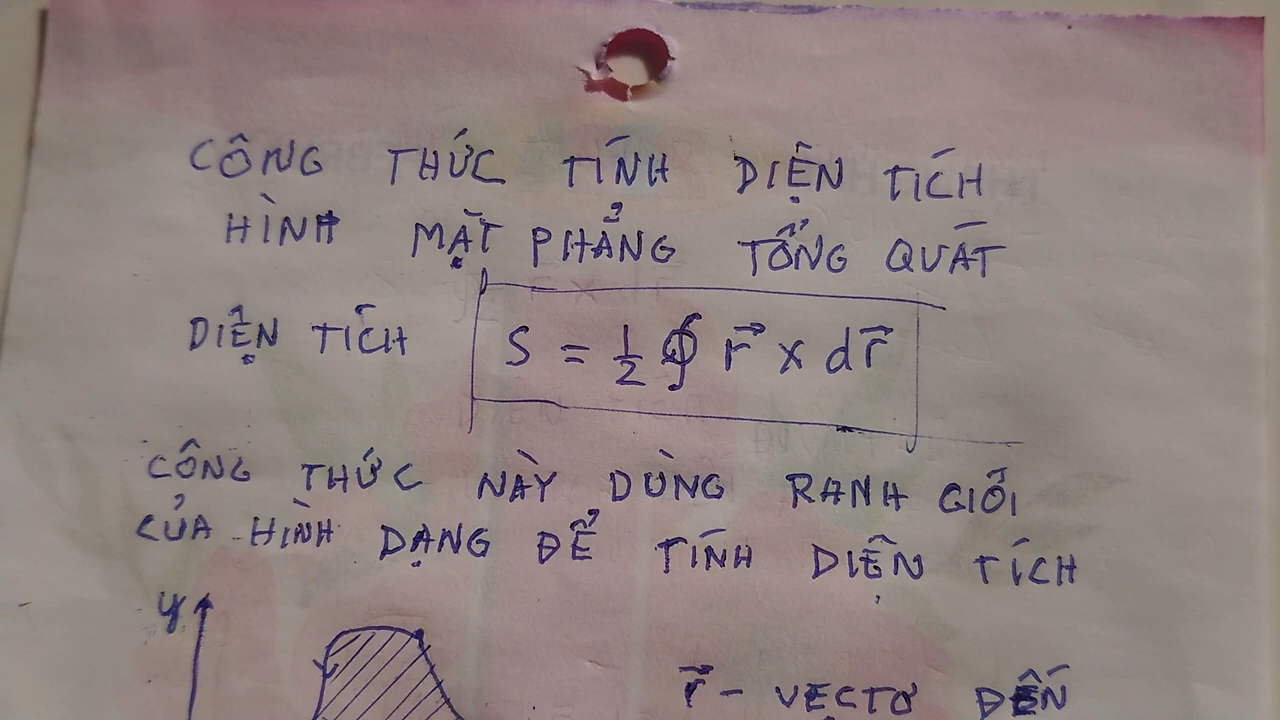 CÔNG THỨC TÍNH DIỆN TÍCH
HÌNH MẶT PHẲNG TỔNG QUÁT
DIỆN TÍCH S = ½ ∮ r⃗ x dr⃗
CÔNG THỨC NÀY DÙNG RANH GIỚI
CỦA HÌNH DẠNG ĐỂ TÍNH DIỆN TÍCH
y
r⃗ - VECTƠ ĐẾN